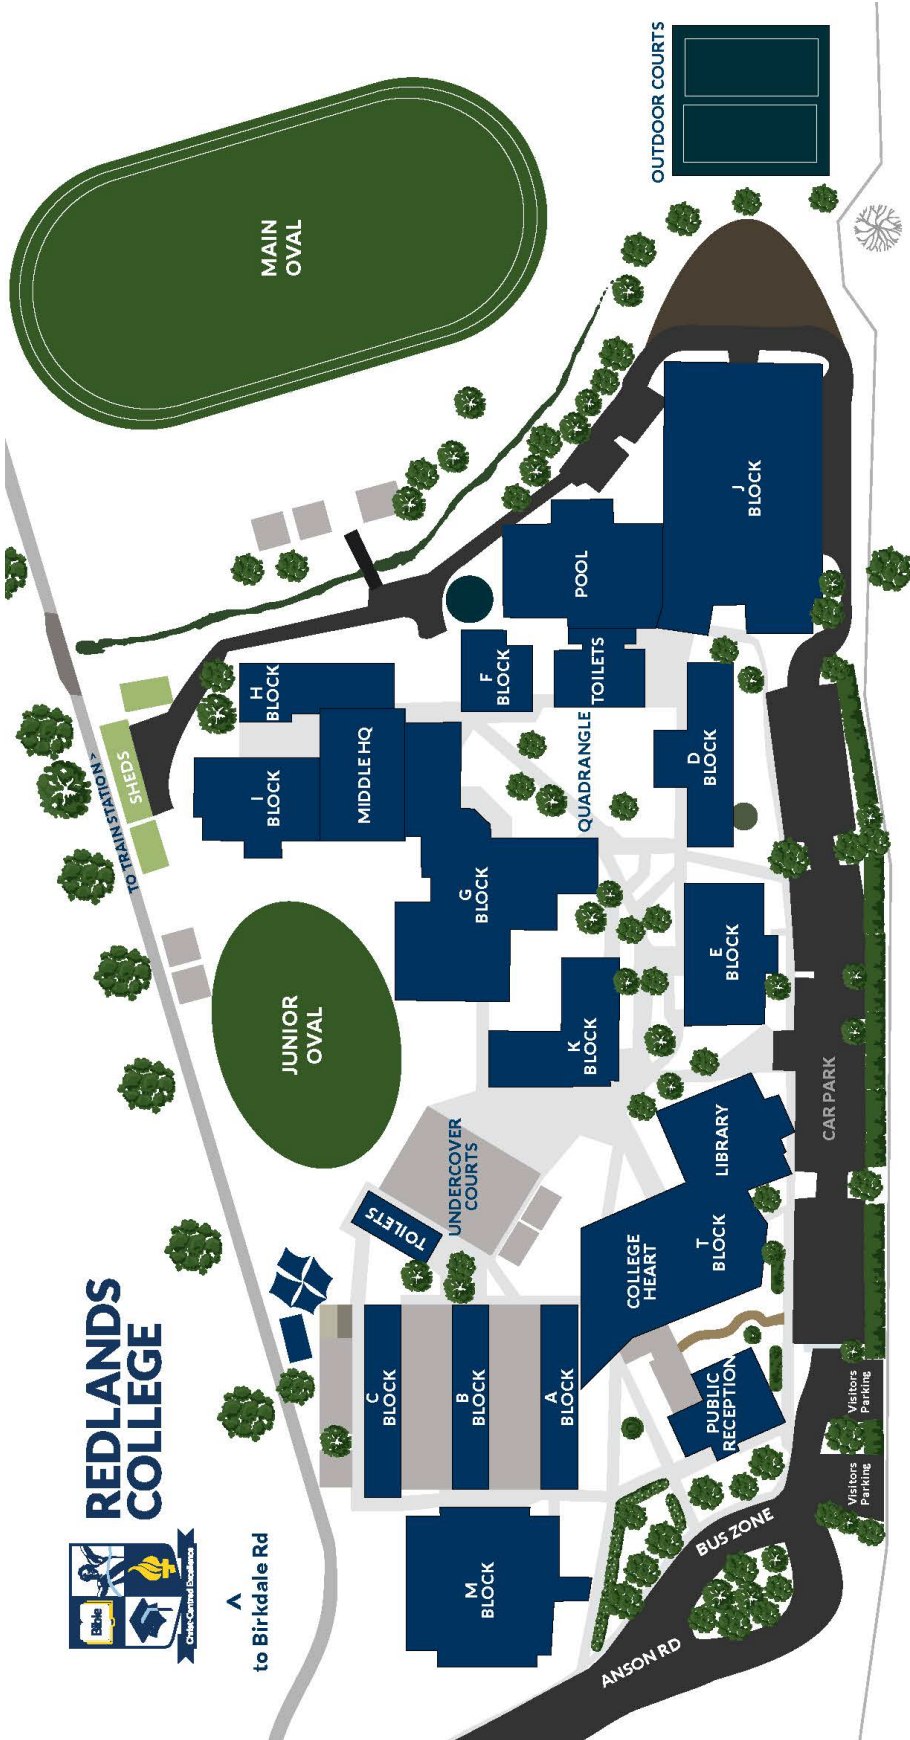 REDLANDS
COLLEGE
Bible
Christ-Centred Excellence
<
to Birkdale Rd
TO TRAIN STATION >
SHEDS
MAIN
OVAL
OUTDOOR COURTS
JUNIOR
OVAL
H
BLOCK
I
BLOCK
MIDDLE HQ
F
BLOCK
POOL
TOILETS
J
BLOCK
QUADRANGLE
D
BLOCK
G
BLOCK
E
BLOCK
K
BLOCK
UNDERCOVER
COURTS
TOILETS
LIBRARY
COLLEGE
HEART
T
BLOCK
CAR PARK
C
BLOCK
B
BLOCK
A
BLOCK
M
BLOCK
PUBLIC
RECEPTION
Visitors
Parking
Visitors
Parking
BUS ZONE
ANSON RD